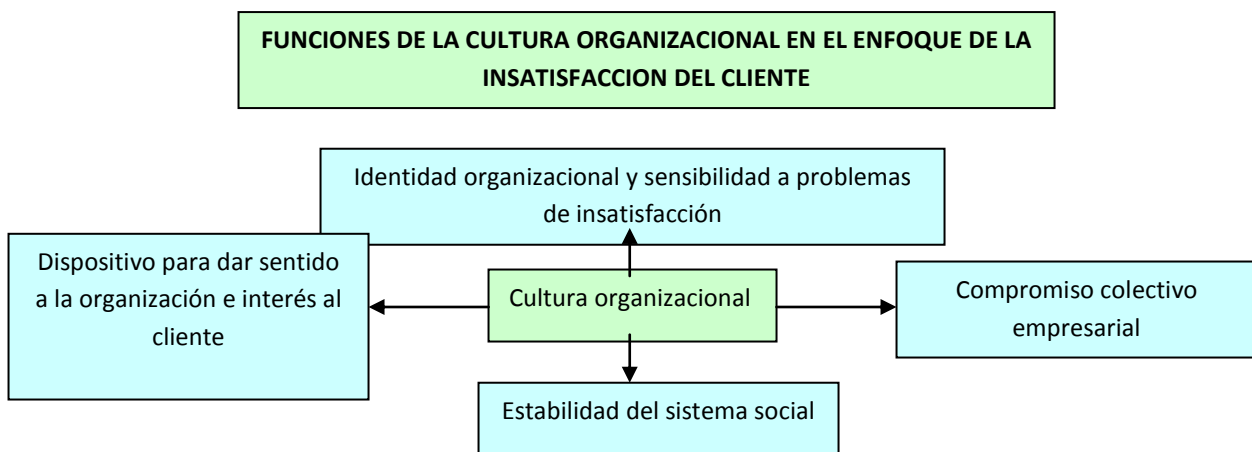 FUNCIONES DE LA CULTURA ORGANIZACIONAL EN EL ENFOQUE DE LA
INSATISFACCION DEL CLIENTE
Identidad organizacional y sensibilidad a problemas
de insatisfacción
Dispositivo para dar sentido
a la organización e interés al
cliente
Cultura organizacional
Compromiso colectivo
empresarial
Estabilidad del sistema social